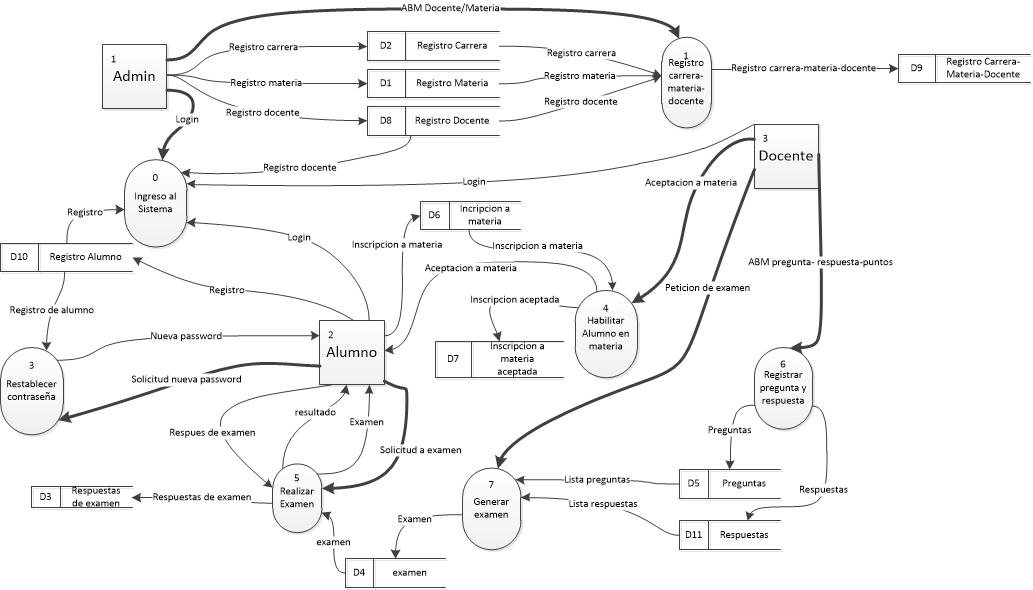 ABM Docente/Materia
1
Admin
Registro carrera
D2 Registro Carrera
Registro carrera
Registro materia
D1 Registro Materia
Registro materia
Registro docente
D8 Registro Docente
Registro docente
1
Registro
carrera-
materia-
docente
Registro carrera-materia-docente
D9 Registro Carrera-
Materia-Docente
Login
Registro docente
0
Ingreso al
Sistema
Login
3
Docente
Registro
Login
D10 Registro Alumno
Registro
Registro de alumno
Inscripcion a materia
D6 Incripcion a
materia
Inscripcion a materia
Aceptacion a materia
Aceptacion a materia
Inscripcion aceptada
4
Habilitar
Alumno en
materia
D7 Inscripcion a
materia
aceptada
Peticion de examen
ABM pregunta- respuesta-puntos
Nueva password
2
Alumno
3
Restablecer
contraseña
Solicitud nueva password
6
Registrar
pregunta y
respuesta
Respues de examen
resultado
Examen
Solicitud a examen
Preguntas
Respuestas
5
Realizar
Examen
Respuestas de examen
D3 Respuestas
de examen
7
Generar
examen
Lista preguntas
D5 Preguntas
Lista respuestas
D11 Respuestas
Examen
examen
D4 examen